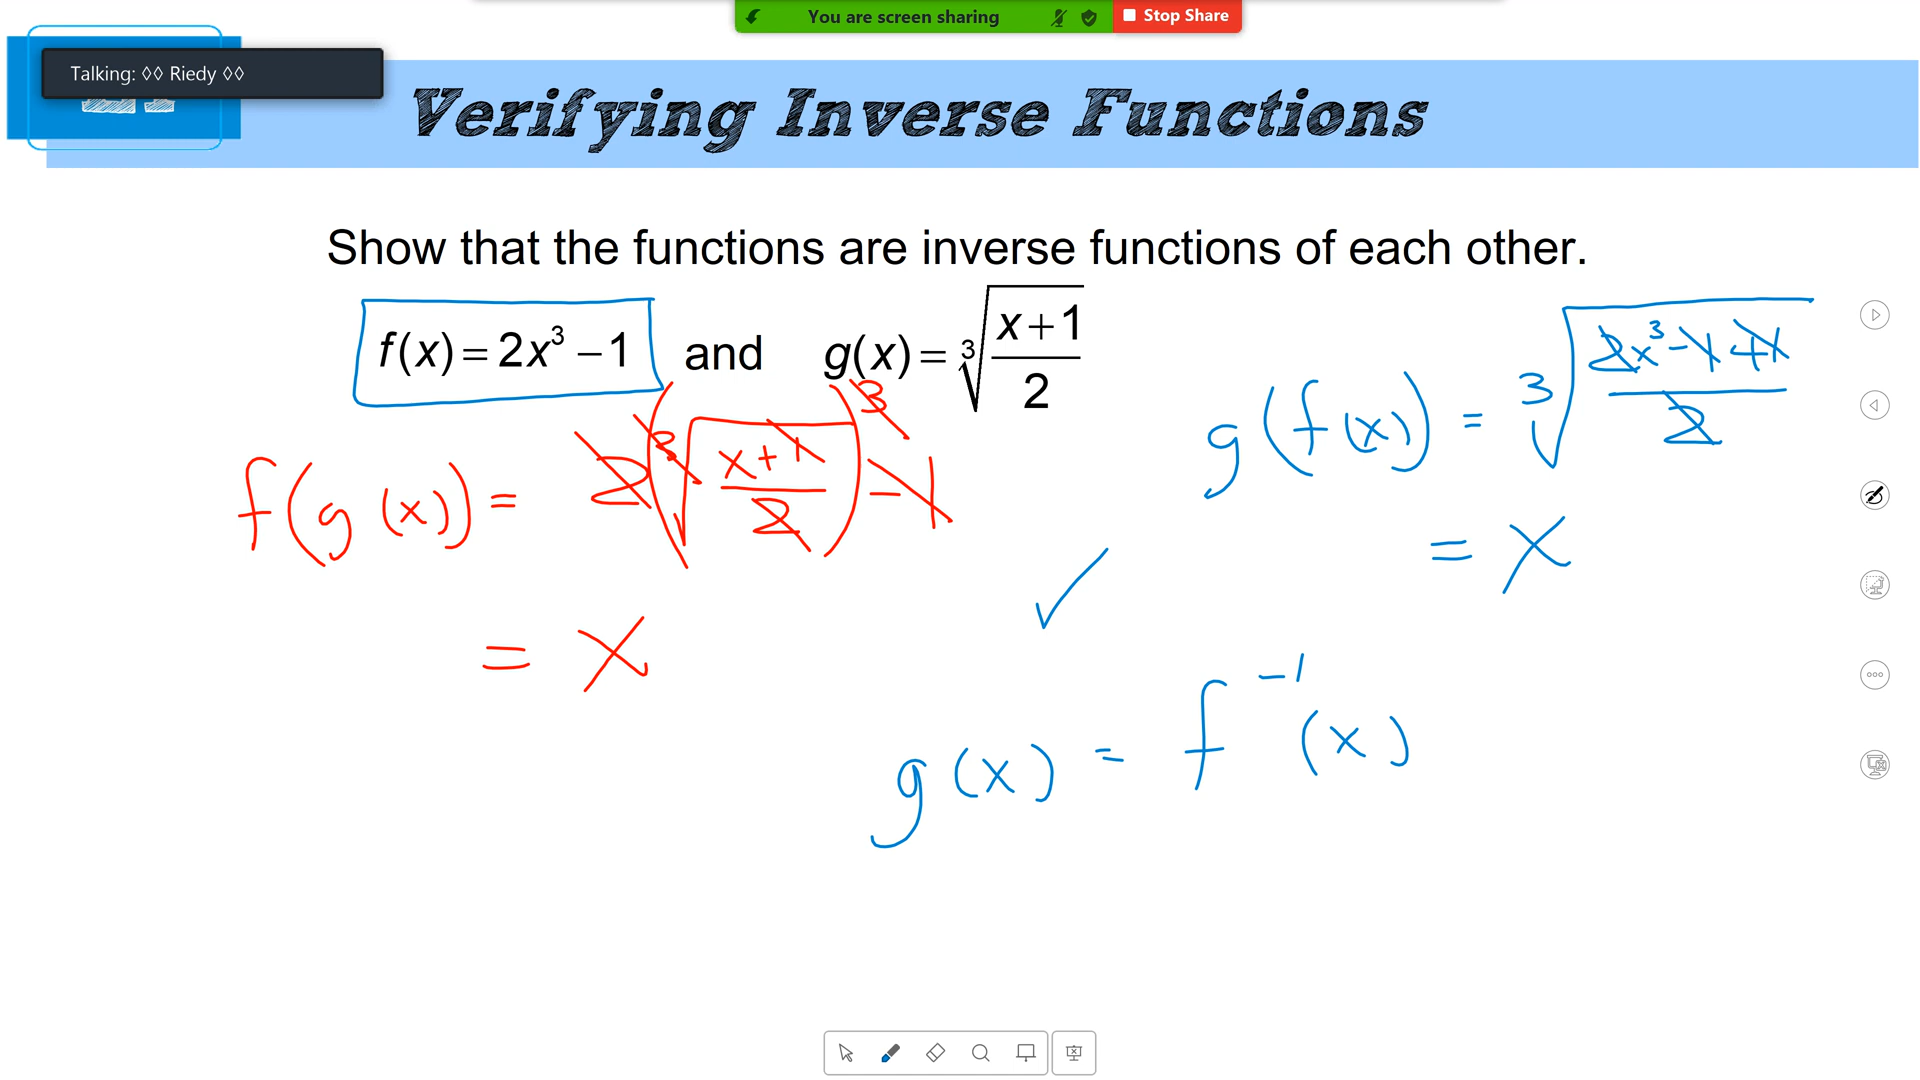 You are screen sharing
Stop Share
Talking: ◊◊ Riedy ◊◊
Verifying Inverse Functions
Show that the functions are inverse functions of each other.
f(x) = 2x³ − 1 and g(x) = ∛((x+1)/2)
f(g(x)) = 2(∛((x+1)/2))³ − 1
= x
g(f(x)) = ∛((2x³ − 1 + 1)/2)
= x
✓
g(x) = f⁻¹(x)